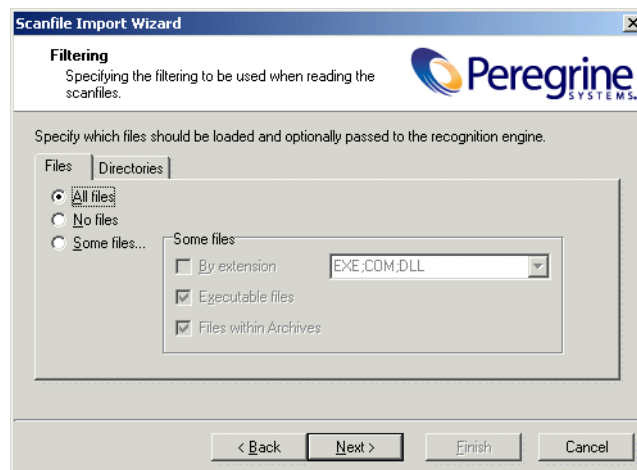 Scanfile Import Wizard
Filtering
Specifying the filtering to be used when reading the
scanfiles.
Peregrine
SYSTEMS
Specify which files should be loaded and optionally passed to the recognition engine.
Files
Directories
All files
No files
Some files...
Some files
By extension
EXE;COM;DLL
Executable files
Files within Archives
< Back
Next >
Finish
Cancel